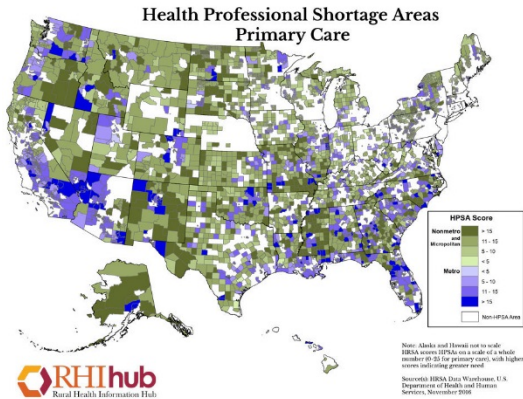 Health Professional Shortage Areas
Primary Care
HPSA Score
Nonmetro
and
Micropolitan
> 15
11 - 15
8 - 10
< 5
Metro
< 5
5 - 10
11 - 15
> 15
Non-HPSA Area
Note: Alaska and Hawaii not to scale
HRSA scores HPSAs on a scale of a whole
number (0-25 for primary care), with higher
scores indicating greater need
Source(s): HRSA Data Warehouse, U.S.
Department of Health and Human
Services, November 2016
RHIhub
Rural Health Information Hub